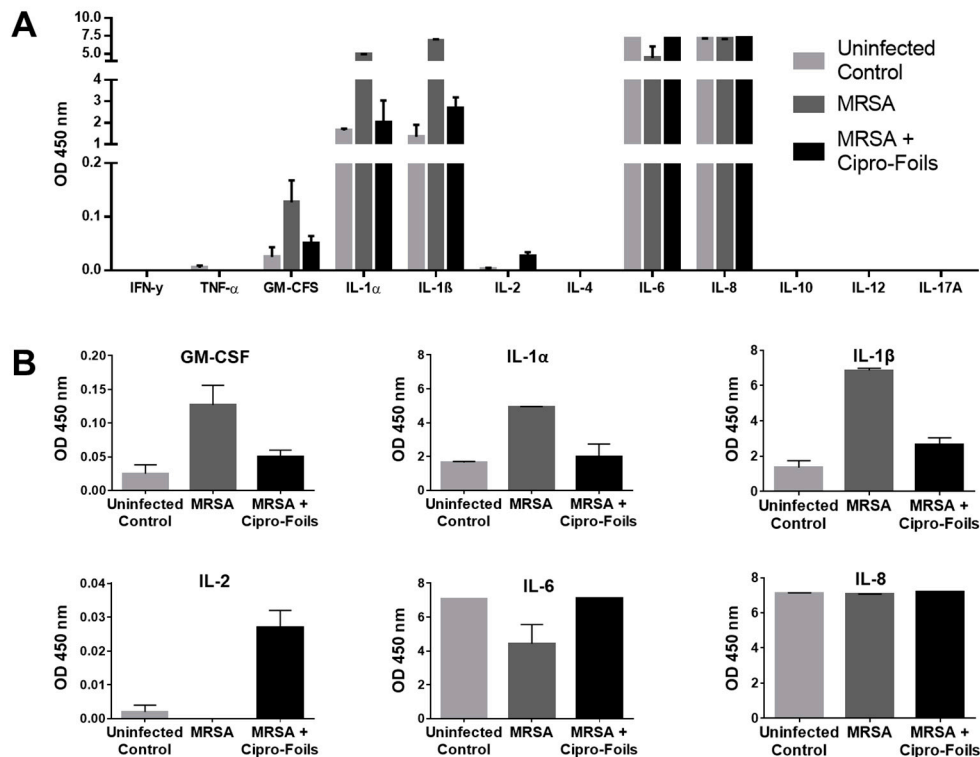 A
OD 450 nm
10.0
7.5
5.0
4
3
2
1
0.2
0.1
0.0
IFN-y TNF-α GM-CFS IL-1α IL-1ß IL-2 IL-4 IL-6 IL-8 IL-10 IL-12 IL-17A
Uninfected
Control
MRSA
MRSA +
Cipro-Foils
B
GM-CSF
OD 450 nm
0.20
0.15
0.10
0.05
0.00
Uninfected MRSA MRSA +
Control Cipro-Foils
IL-1α
OD 450 nm
8
6
4
2
0
Uninfected MRSA MRSA +
Control Cipro-Foils
IL-1β
OD 450 nm
8
6
4
2
0
Uninfected MRSA MRSA +
Control Cipro-Foils
IL-2
OD 450 nm
0.04
0.03
0.02
0.01
0.00
Uninfected MRSA MRSA +
Control Cipro-Foils
IL-6
OD 450 nm
8
6
4
2
0
Uninfected MRSA MRSA +
Control Cipro-Foils
IL-8
OD 450 nm
8
6
4
2
0
Uninfected MRSA MRSA +
Control Cipro-Foils